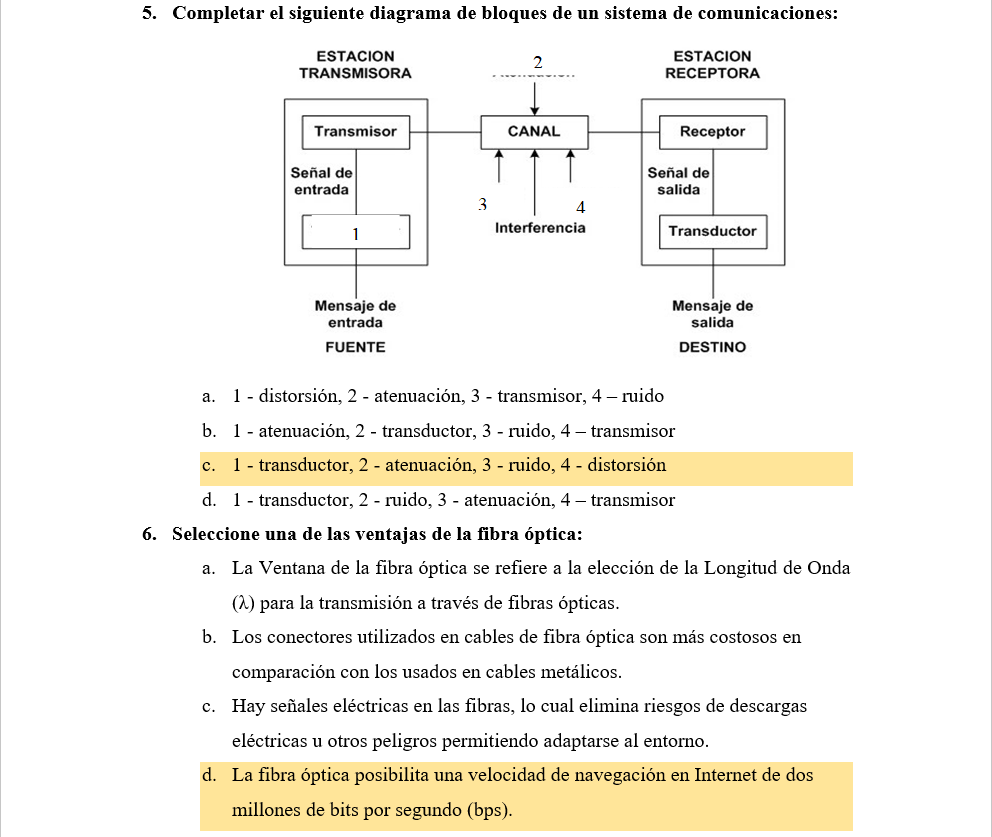 5. Completar el siguiente diagrama de bloques de un sistema de comunicaciones:
ESTACION
TRANSMISORA
2
ESTACION
RECEPTORA
Transmisor
CANAL
Receptor
Señal de
entrada
Señal de
salida
3
4
1
Interferencia
Transductor
Mensaje de
entrada
Mensaje de
salida
FUENTE
DESTINO
a. 1 - distorsión, 2 - atenuación, 3 - transmisor, 4 – ruido
b. 1 - atenuación, 2 - transductor, 3 - ruido, 4 – transmisor
c. 1 - transductor, 2 - atenuación, 3 - ruido, 4 - distorsión
d. 1 - transductor, 2 - ruido, 3 - atenuación, 4 – transmisor
6. Seleccione una de las ventajas de la fibra óptica:
a. La Ventana de la fibra óptica se refiere a la elección de la Longitud de Onda
(λ) para la transmisión a través de fibras ópticas.
b. Los conectores utilizados en cables de fibra óptica son más costosos en
comparación con los usados en cables metálicos.
c. Hay señales eléctricas en las fibras, lo cual elimina riesgos de descargas
eléctricas u otros peligros permitiendo adaptarse al entorno.
d. La fibra óptica posibilita una velocidad de navegación en Internet de dos
millones de bits por segundo (bps).